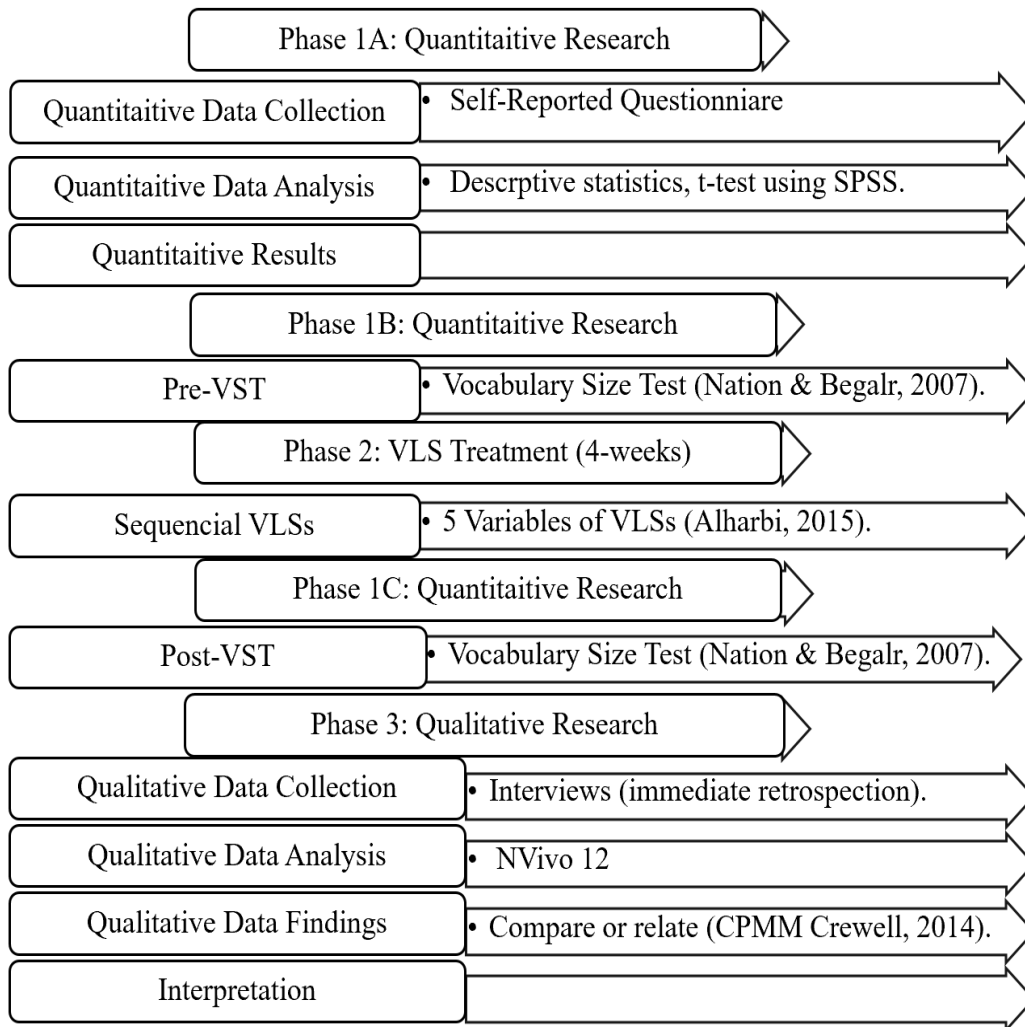 Phase 1A: Quantitaitive Research
Quantitaitive Data Collection
• Self-Reported Questionniare
Quantitaitive Data Analysis
• Descrptive statistics, t-test using SPSS.
Quantitaitive Results
Phase 1B: Quantitaitive Research
Pre-VST
• Vocabulary Size Test (Nation & Begalr, 2007).
Phase 2: VLS Treatment (4-weeks)
Sequencial VLSs
• 5 Variables of VLSs (Alharbi, 2015).
Phase 1C: Quantitaitive Research
Post-VST
• Vocabulary Size Test (Nation & Begalr, 2007).
Phase 3: Qualitative Research
Qualitative Data Collection
• Interviews (immediate retrospection).
Qualitative Data Analysis
• NVivo 12
Qualitative Data Findings
• Compare or relate (CPMM Crewell, 2014).
Interpretation